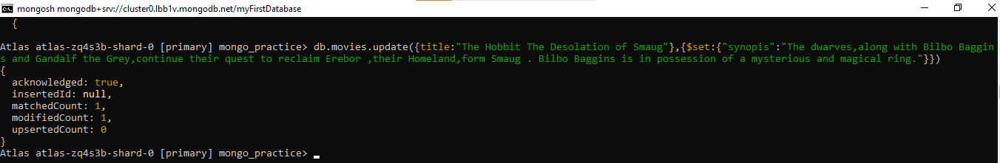 mongosh mongodb+srv://cluster0.lbb1v.mongodb.net/myFirstDatabase
{
Atlas atlas-zq4s3b-shard-0 [primary] mongo_practice> db.movies.update({title:"The Hobbit The Desolation of Smaug"},{$set:{"synopis":"The dwarves,along with Bilbo Baggin
s and Gandalf the Grey,continue their quest to reclaim Erebor ,their Homeland,form Smaug . Bilbo Baggins is in possession of a mysterious and magical ring."}})
{
  acknowledged: true,
  insertedId: null,
  matchedCount: 1,
  modifiedCount: 1,
  upsertedCount: 0
}
Atlas atlas-zq4s3b-shard-0 [primary] mongo_practice>